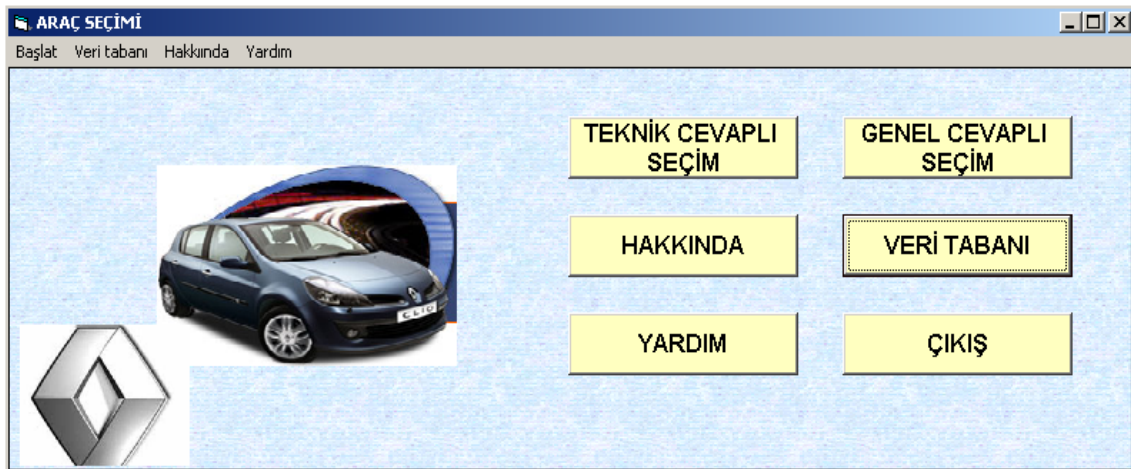 ARAÇ SEÇİMİ
Başlat Veri tabanı Hakkında Yardım
TEKNİK CEVAPLI
SEÇİM
GENEL CEVAPLI
SEÇİM
HAKKINDA
VERİ TABANI
YARDIM
ÇIKIŞ
CLIO